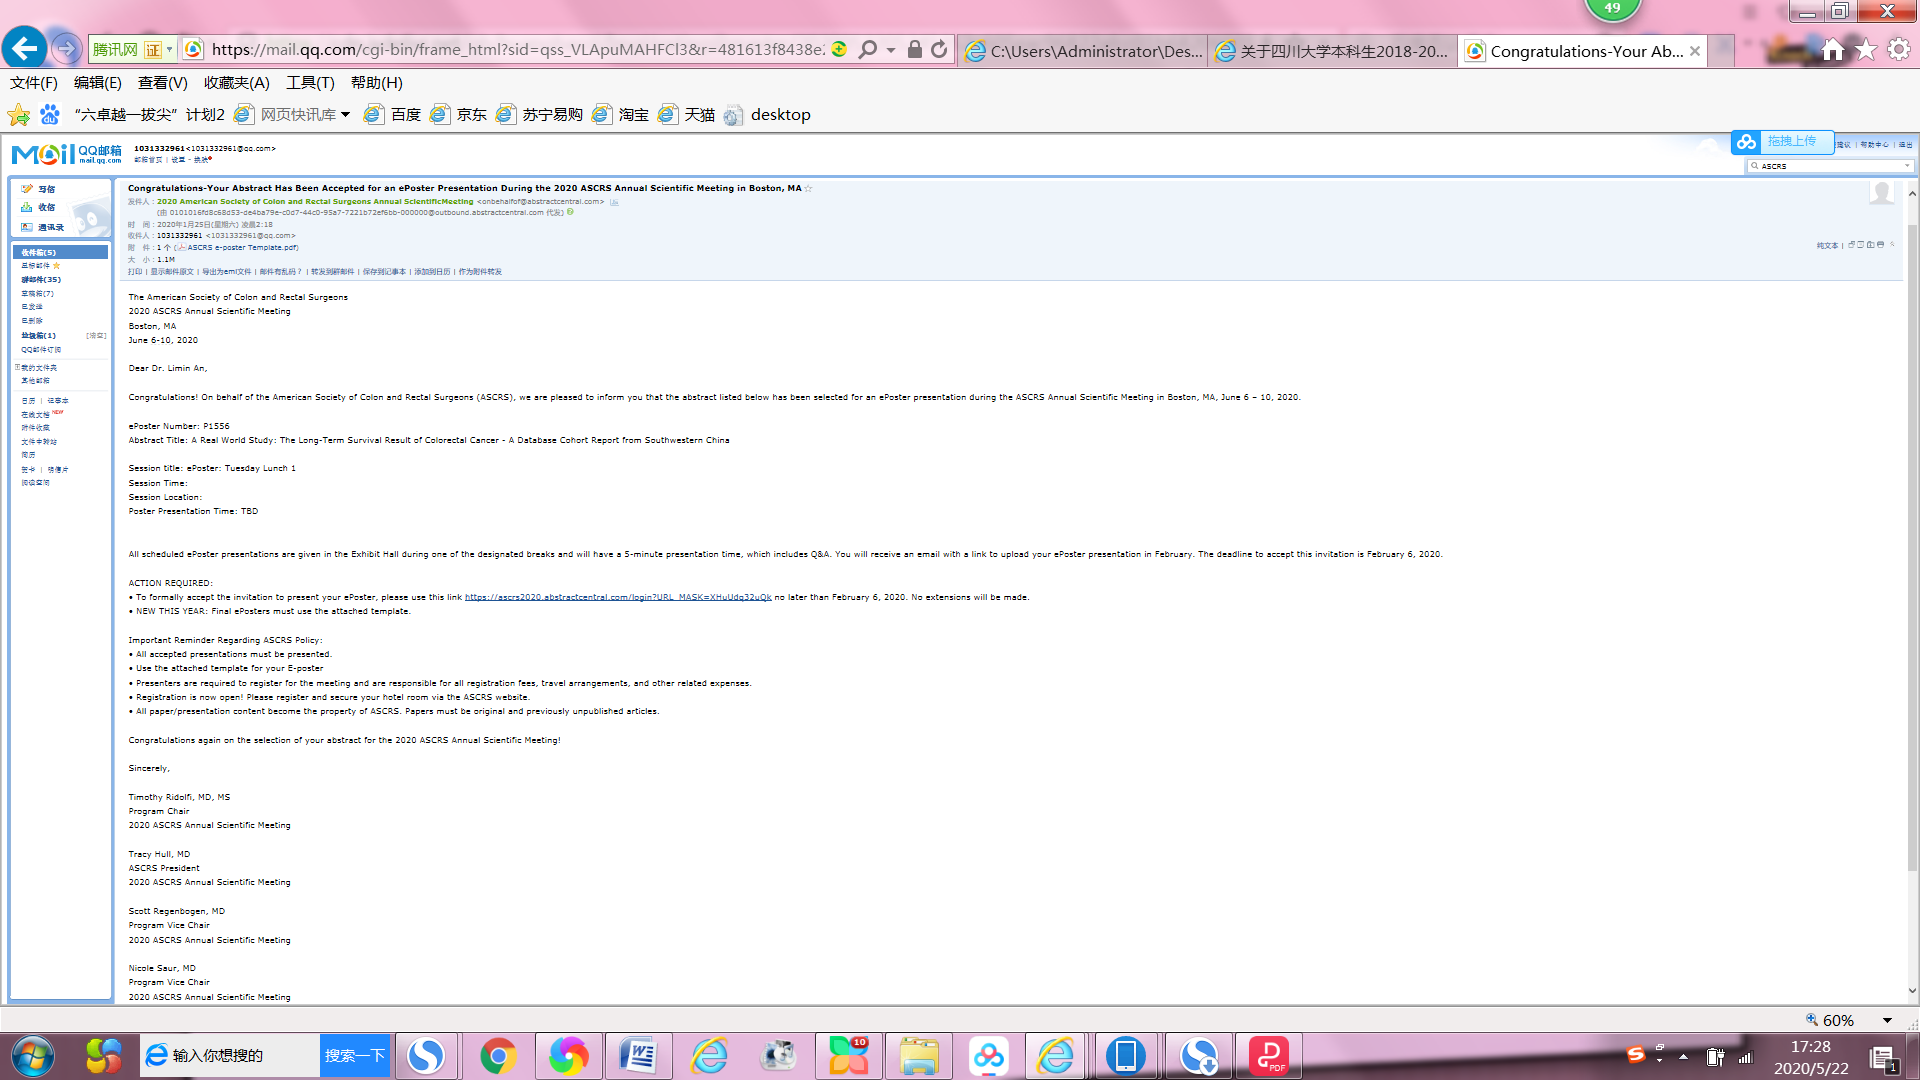 49
腾讯网 证
https://mail.qq.com/cgi-bin/frame_html?sid=qss_VLApuMAHFCl3&r=481613f8438e2
C:\Users\Administrator\Des...
关于四川大学本科生2018-20...
Congratulations-Your Ab...
文件(F) 编辑(E) 查看(V) 收藏夹(A) 工具(T) 帮助(H)
“六卓越一拔尖”计划2 网页快讯库 百度 京东 苏宁易购 淘宝 天猫 desktop
Mail QQ邮箱
mail.qq.com
1031332961<1031332961@qq.com>
邮箱首页 | 设置 - 换肤
拖拽上传
建议 | 帮助中心 | 退出
ASCRS
写信
收信
通讯录
收件箱(5)
星标邮件
群邮件(35)
草稿箱(7)
已发送
已删除
垃圾箱(1) [清空]
QQ邮件订阅
我的文件夹
其他邮箱
日历 | 记事本
在线文档 NEW
附件收藏
文件中转站
简历
贺卡 | 明信片
阅读空间
Congratulations-Your Abstract Has Been Accepted for an ePoster Presentation During the 2020 ASCRS Annual Scientific Meeting in Boston, MA
发件人：2020 American Society of Colon and Rectal Surgeons Annual ScientificMeeting <onbehalfof@abstractcentral.com>
(由 0101016fd8c68d53-de4ba79e-c0d7-44c0-95a7-7221b72ef6bb-000000@outbound.abstractcentral.com 代发)
时 间：2020年1月25日(星期六) 凌晨2:18
收件人：1031332961 <1031332961@qq.com>
附 件：1 个 (ASCRS e-poster Template.pdf)
大 小：1.1M
纯文本 |
打印 | 显示邮件原文 | 导出为eml文件 | 邮件有乱码？ | 转发到群邮件 | 保存到记事本 | 添加到日历 | 作为附件转发
The American Society of Colon and Rectal Surgeons
2020 ASCRS Annual Scientific Meeting
Boston, MA
June 6-10, 2020
Dear Dr. Limin An,
Congratulations! On behalf of the American Society of Colon and Rectal Surgeons (ASCRS), we are pleased to inform you that the abstract listed below has been selected for an ePoster presentation during the ASCRS Annual Scientific Meeting in Boston, MA, June 6 – 10, 2020.
ePoster Number: P1556
Abstract Title: A Real World Study: The Long-Term Survival Result of Colorectal Cancer - A Database Cohort Report from Southwestern China
Session title: ePoster: Tuesday Lunch 1
Session Time:
Session Location:
Poster Presentation Time: TBD
All scheduled ePoster presentations are given in the Exhibit Hall during one of the designated breaks and will have a 5-minute presentation time, which includes Q&A. You will receive an email with a link to upload your ePoster presentation in February. The deadline to accept this invitation is February 6, 2020.
ACTION REQUIRED:
• To formally accept the invitation to present your ePoster, please use this link https://ascrs2020.abstractcentral.com/login?URL_MASK=XHuUdq32uQk no later than February 6, 2020. No extensions will be made.
• NEW THIS YEAR: Final ePosters must use the attached template.
Important Reminder Regarding ASCRS Policy:
• All accepted presentations must be presented.
• Use the attached template for your E-poster
• Presenters are required to register for the meeting and are responsible for all registration fees, travel arrangements, and other related expenses.
• Registration is now open! Please register and secure your hotel room via the ASCRS website.
• All paper/presentation content become the property of ASCRS. Papers must be original and previously unpublished articles.
Congratulations again on the selection of your abstract for the 2020 ASCRS Annual Scientific Meeting!
Sincerely,
Timothy Ridolfi, MD, MS
Program Chair
2020 ASCRS Annual Scientific Meeting
Tracy Hull, MD
ASCRS President
2020 ASCRS Annual Scientific Meeting
Scott Regenbogen, MD
Program Vice Chair
2020 ASCRS Annual Scientific Meeting
Nicole Saur, MD
Program Vice Chair
2020 ASCRS Annual Scientific Meeting
60%
输入你想搜的 搜索一下
10
PDF
17:28
2020/5/22
1